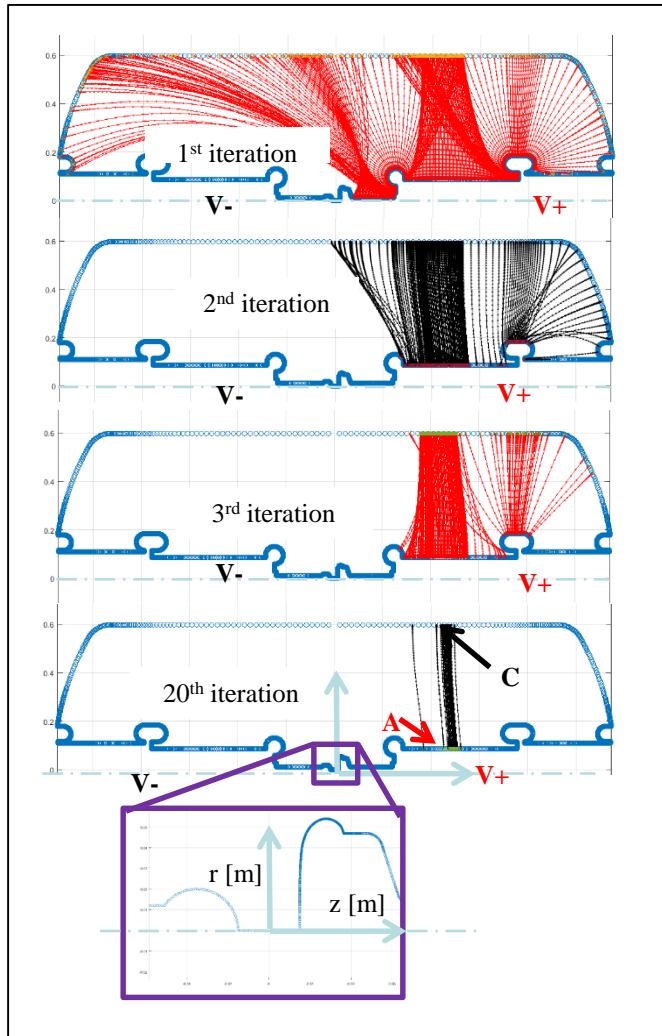 0.6
0.4
0.2
0
1st iteration
V-
V+
0.6
0.4
0.2
0
2nd iteration
V-
V+
0.6
0.4
0.2
0
3rd iteration
V-
V+
0.6
0.4
0.2
0
20th iteration
C
A
V-
V+
r [m]
z [m]